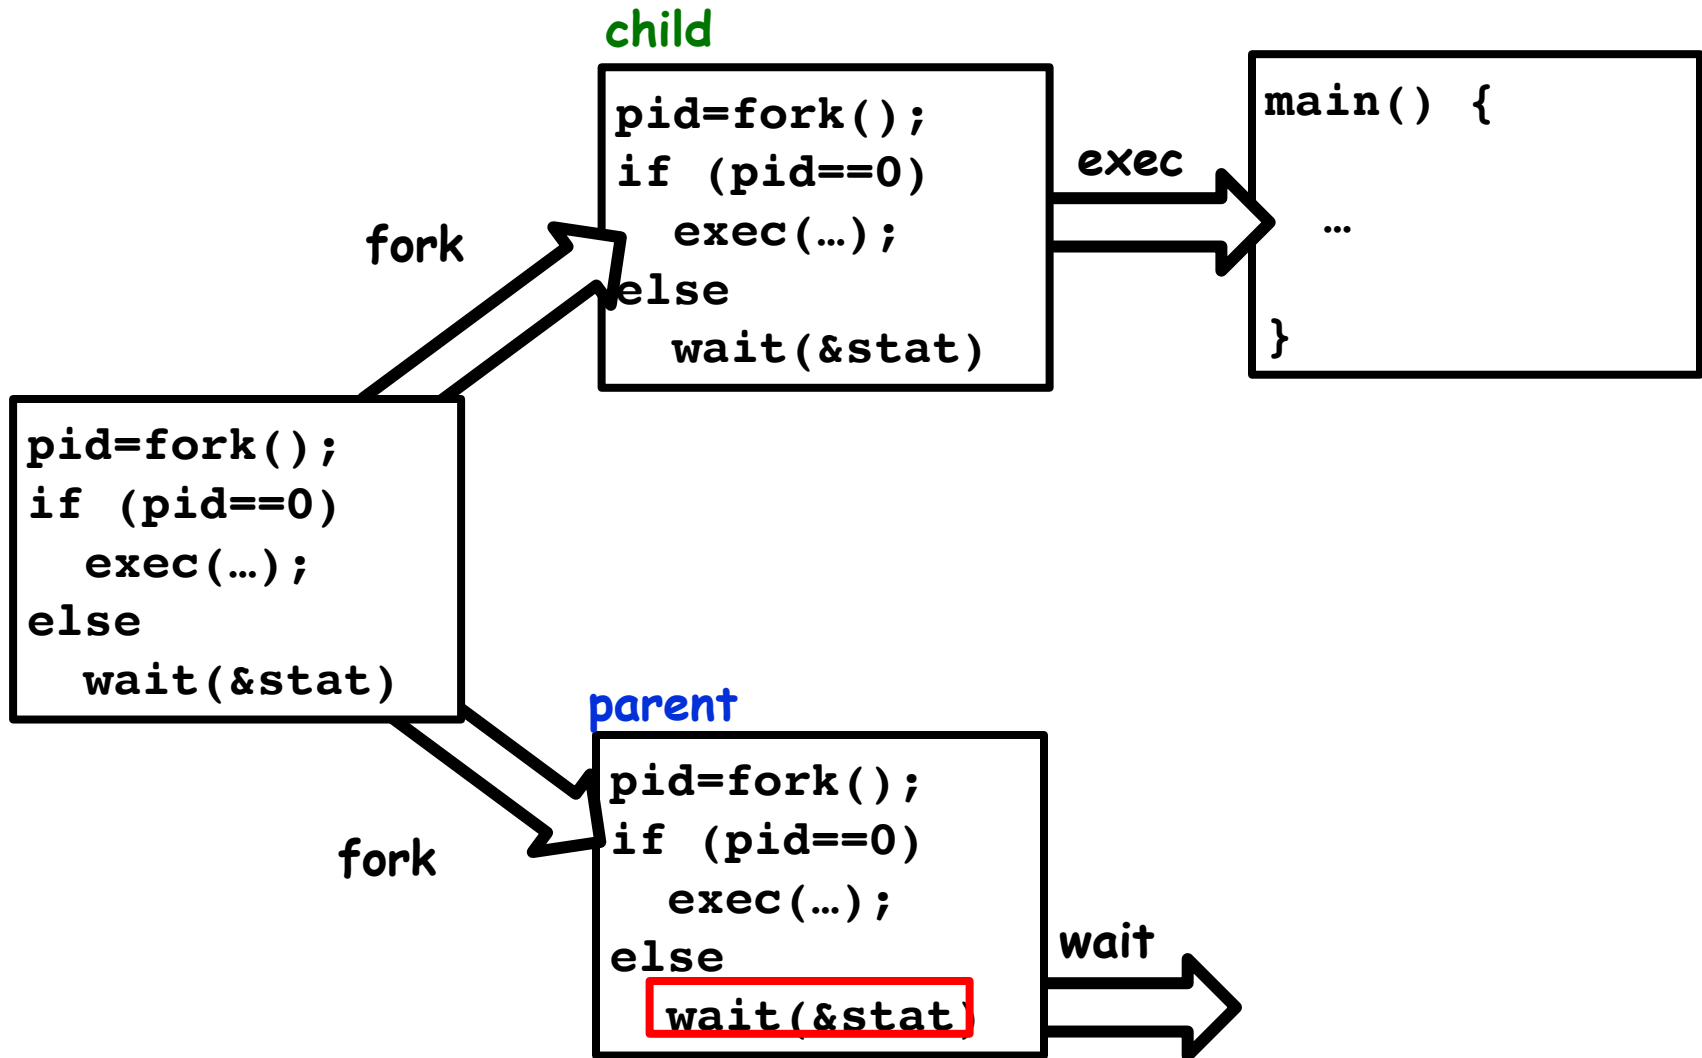 child
pid=fork();
if (pid==0)
  exec(…);
else
  wait(&stat)
exec
main() {
  …
}
fork
pid=fork();
if (pid==0)
  exec(…);
else
  wait(&stat)
fork
parent
pid=fork();
if (pid==0)
  exec(…);
else
  wait(&stat)
wait